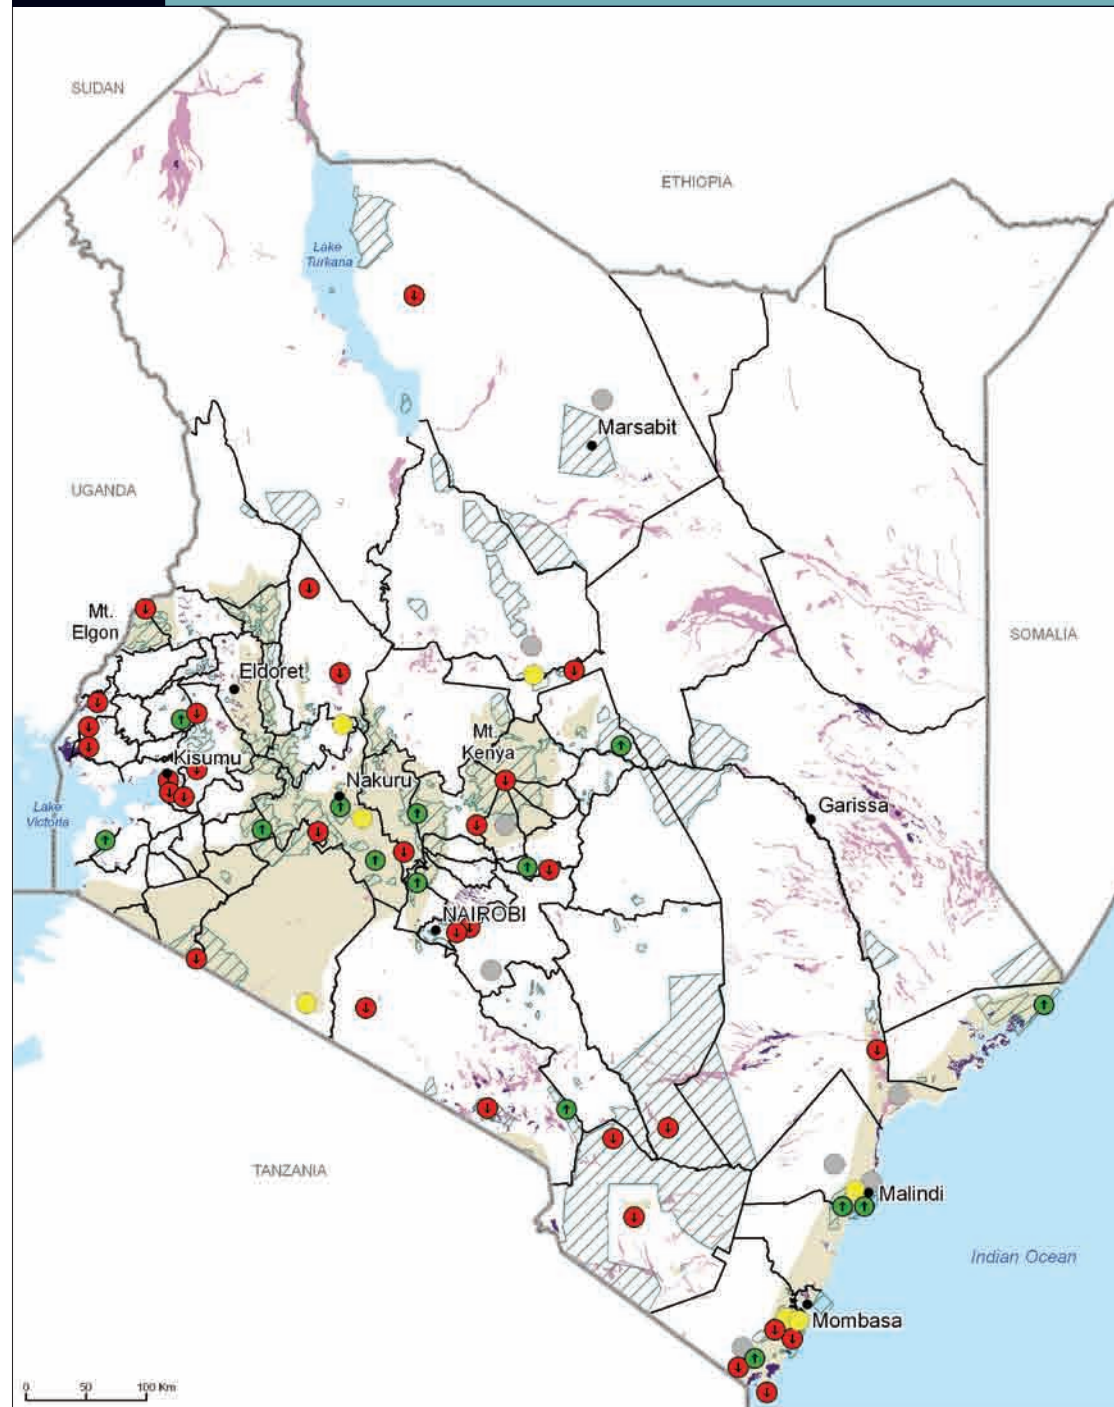 SUDAN
ETHIOPIA
Lake
Turkana
Marsabit
UGANDA
Mt.
Elgon
SOMALIA
Eldoret
Mt.
Kenya
Kisumu
Nakuru
Lake
Victoria
Garissa
NAIROBI
TANZANIA
Malindi
Indian Ocean
Mombasa
0 50 100 Km